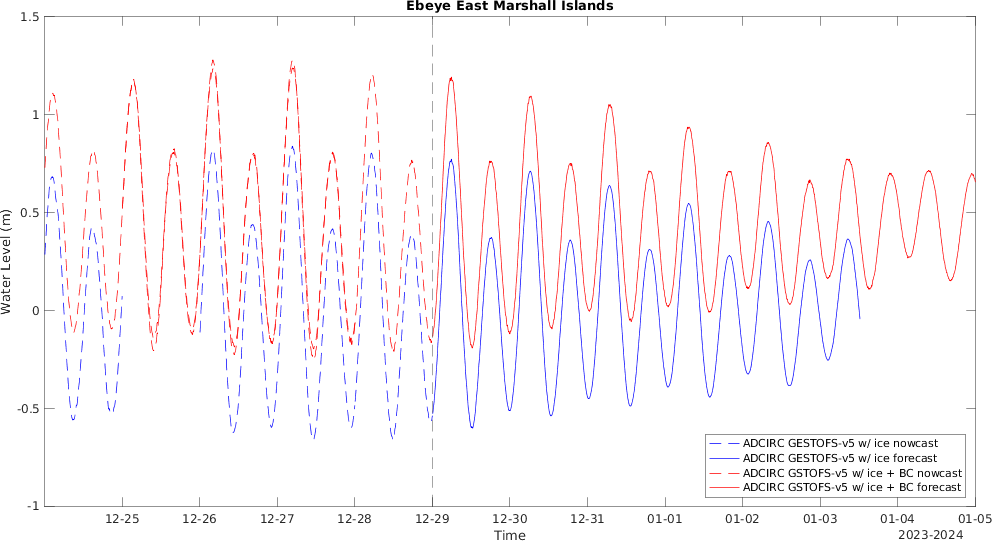 Ebeye East Marshall Islands
1.5
1
0.5
0
-0.5
-1
Water Level (m)
12-25
12-26
12-27
12-28
12-29
12-30
12-31
01-01
01-02
01-03
01-04
01-05
Time
2023-2024
ADCIRC GESTOFS-v5 w/ ice nowcast
ADCIRC GESTOFS-v5 w/ ice forecast
ADCIRC GSTOFS-v5 w/ ice + BC nowcast
ADCIRC GSTOFS-v5 w/ ice + BC forecast